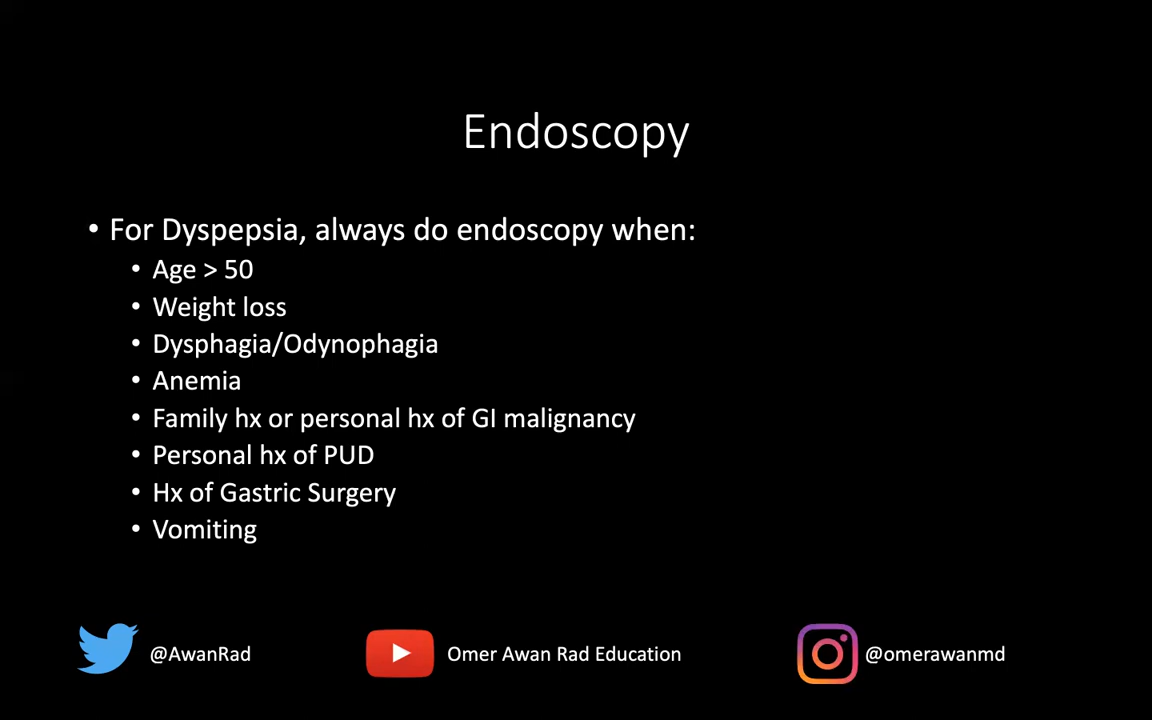 Endoscopy
• For Dyspepsia, always do endoscopy when:
• Age > 50
• Weight loss
• Dysphagia/Odynophagia
• Anemia
• Family hx or personal hx of GI malignancy
• Personal hx of PUD
• Hx of Gastric Surgery
• Vomiting
@AwanRad
Omer Awan Rad Education
@omerawanmd